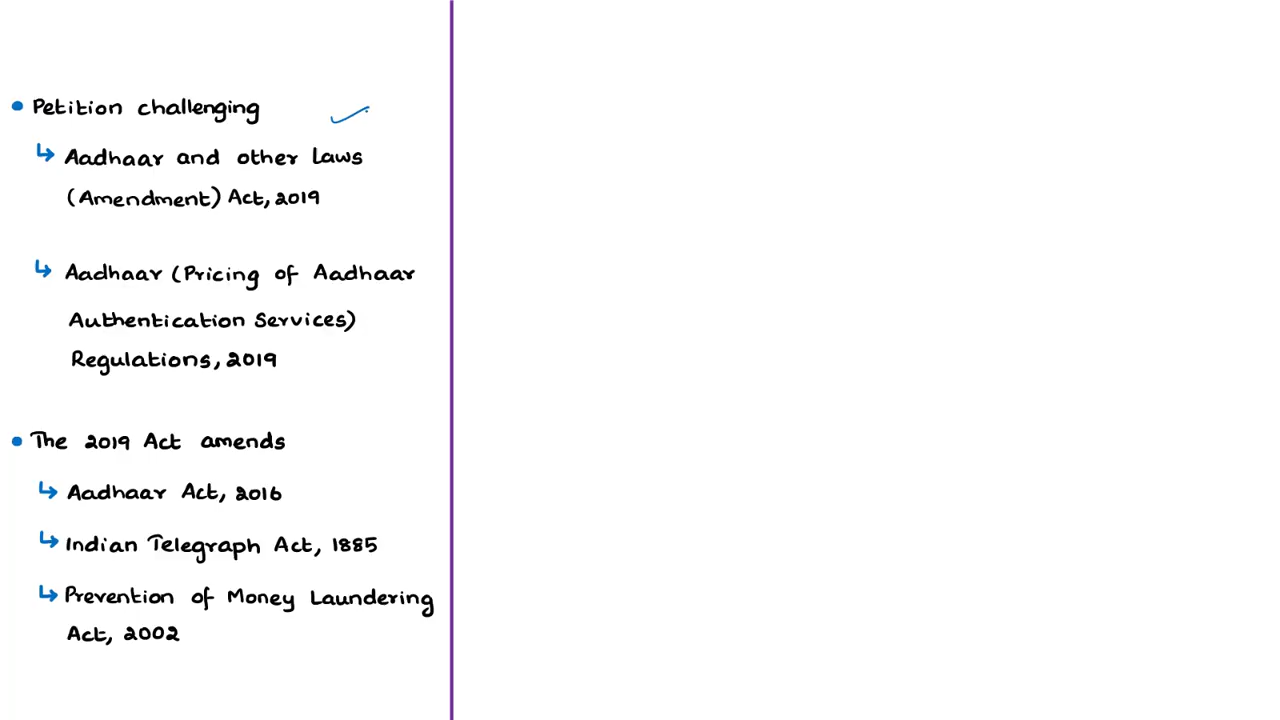 • Petition challenging
↳ Aadhaar and other Laws
(Amendment) Act, 2019
↳ Aadhaar (Pricing of Aadhaar
Authentication Services)
Regulations, 2019
• The 2019 Act amends
↳ Aadhaar Act, 2016
↳ Indian Telegraph Act, 1885
↳ Prevention of Money Laundering
Act, 2002